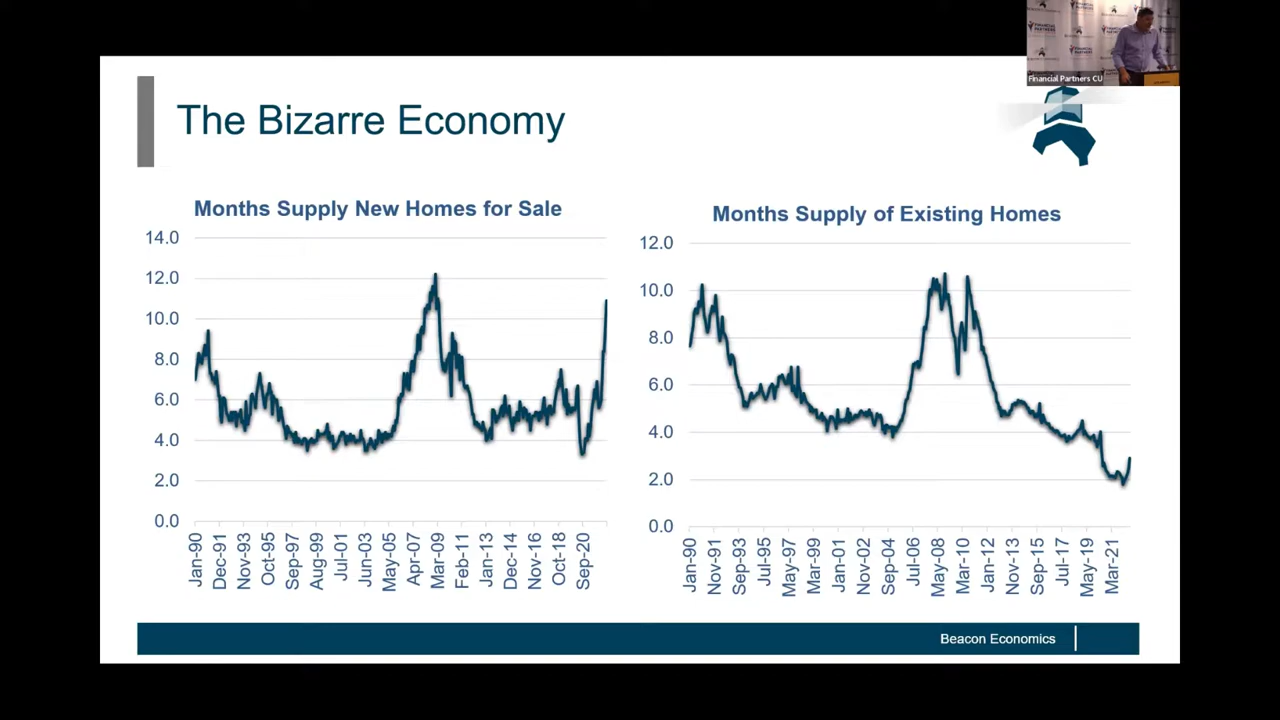 Financial Partners CU
The Bizarre Economy
Months Supply New Homes for Sale
14.0
12.0
10.0
8.0
6.0
4.0
2.0
0.0
Jan-90
Dec-91
Nov-93
Oct-95
Sep-97
Aug-99
Jul-01
Jun-03
May-05
Apr-07
Mar-09
Feb-11
Jan-13
Dec-14
Nov-16
Oct-18
Sep-20
Months Supply of Existing Homes
12.0
10.0
8.0
6.0
4.0
2.0
0.0
Jan-90
Nov-91
Sep-93
Jul-95
May-97
Mar-99
Jan-01
Nov-02
Sep-04
Jul-06
May-08
Mar-10
Jan-12
Nov-13
Sep-15
Jul-17
May-19
Mar-21
Beacon Economics